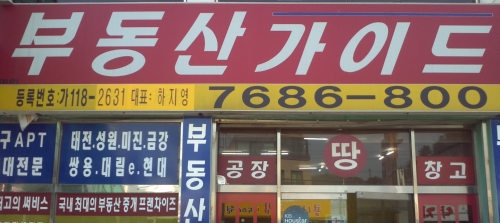 부동산가이드
등록번호:가118-2631 대표:하지영
7686-800
구APT
대전문
태전.성원.미진.금강
쌍용.대림e.현대
부동사
공장
땅
창고
고의 써비스
국내 최대의 부동산 중개 프랜차이즈